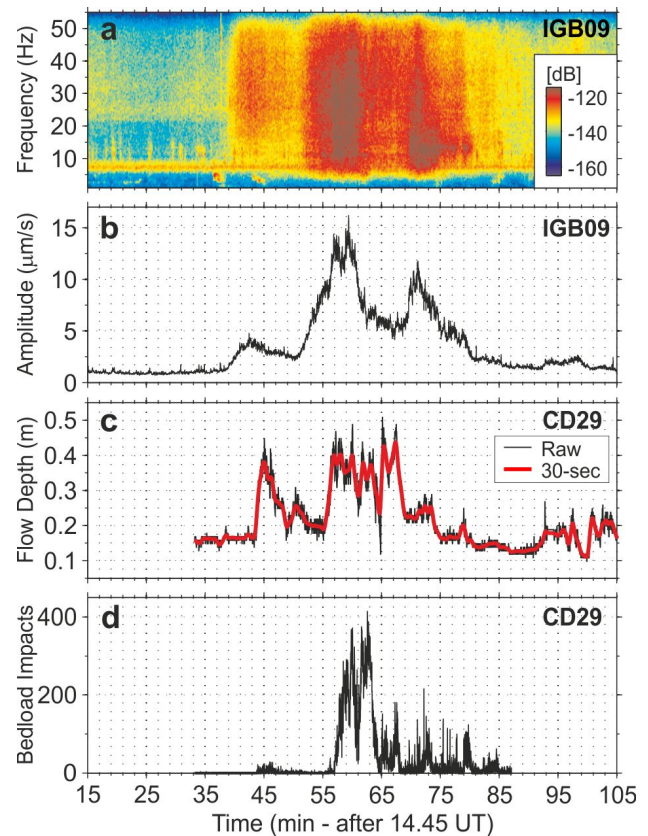 a
IGB09
Frequency (Hz)
50
40
30
20
10
[dB]
-120
-140
-160
b
IGB09
Amplitude (µm/s)
15
10
5
0
c
CD29
Flow Depth (m)
0.5
0.4
0.3
0.2
0.1
Raw
30-sec
d
CD29
Bedload Impacts
400
200
0
15 25 35 45 55 65 75 85 95 105
Time (min - after 14.45 UT)